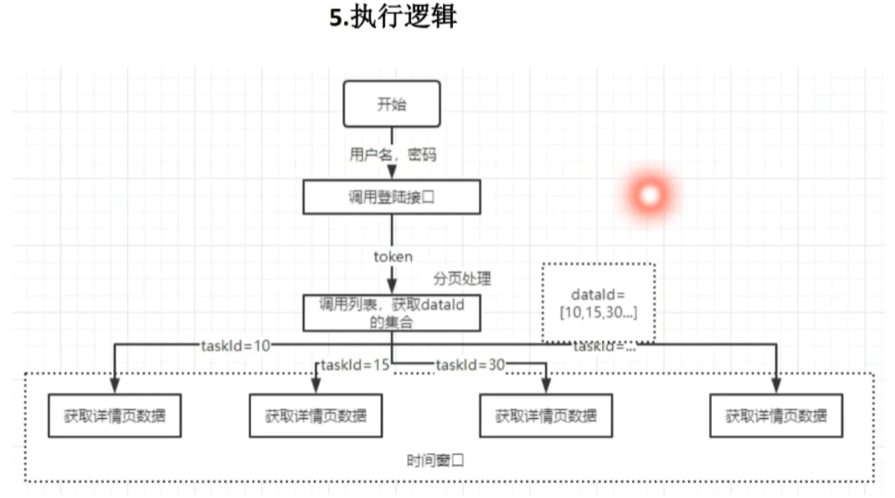 5.执行逻辑
开始
用户名，密码
调用登陆接口
token
分页处理
调用列表，获取dataId
的集合
dataId=
[10,15,30...]
taskId=10
taskId=...
taskId=15
taskId=30
获取详情页数据
获取详情页数据
获取详情页数据
获取详情页数据
时间窗口